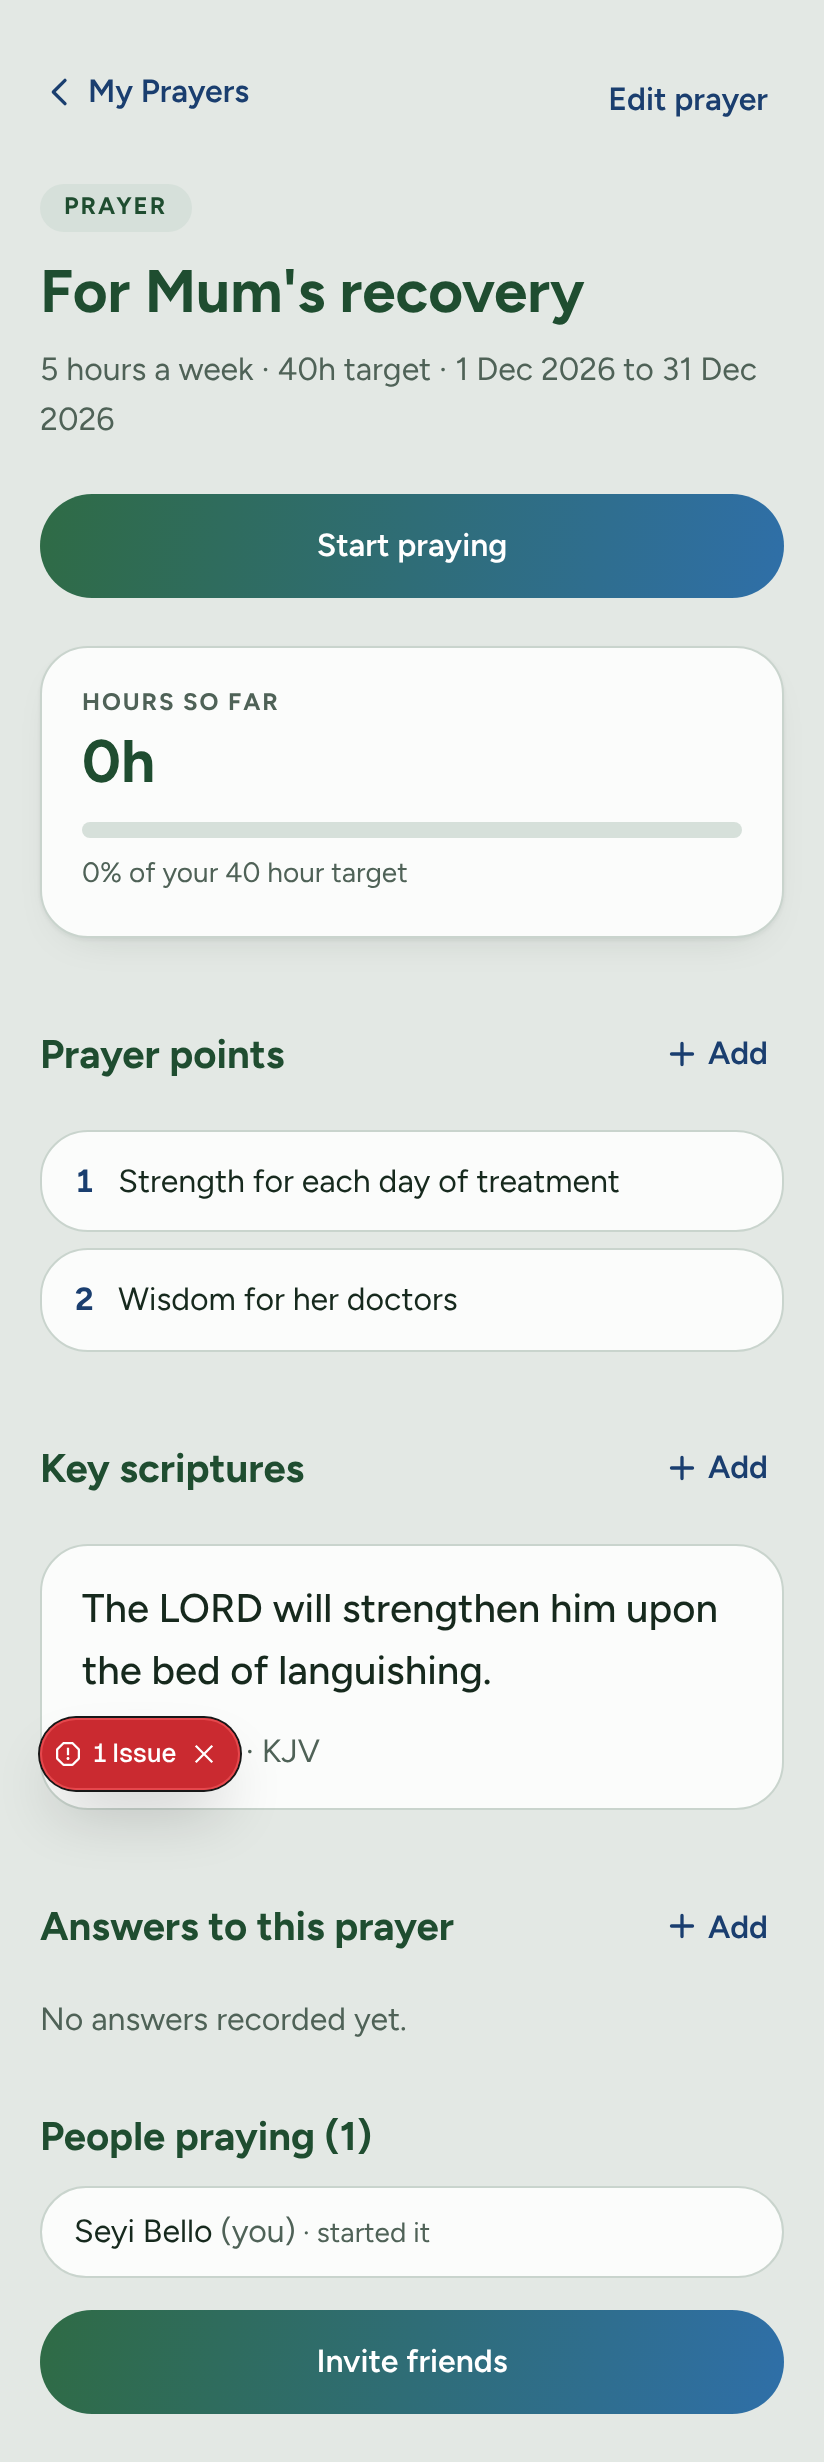 My Prayers
Edit prayer
PRAYER
For Mum's recovery
5 hours a week · 40h target · 1 Dec 2026 to 31 Dec
2026
Start praying
HOURS SO FAR
0h
0% of your 40 hour target
Prayer points
+ Add
1 Strength for each day of treatment
2 Wisdom for her doctors
Key scriptures
+ Add
The LORD will strengthen him upon
the bed of languishing.
1 Issue
· KJV
Answers to this prayer
+ Add
No answers recorded yet.
People praying (1)
Seyi Bello (you) · started it
Invite friends